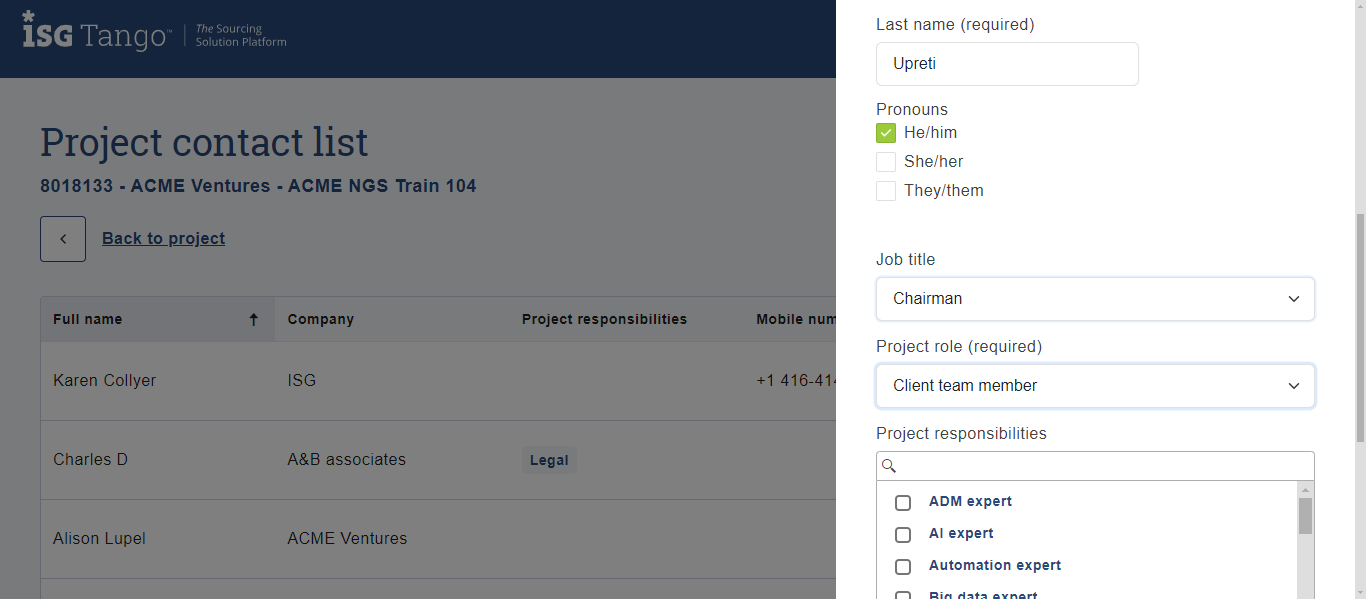 *
ISG Tango™ The Sourcing
Solution Platform
Project contact list
8018133 - ACME Ventures - ACME NGS Train 104
Back to project
Full name Company Project responsibilities Mobile num
Karen Collyer ISG +1 416-414
Charles D A&B associates Legal
Alison Lupel ACME Ventures
Last name (required)
Upreti
Pronouns
He/him
She/her
They/them
Job title
Chairman
Project role (required)
Client team member
Project responsibilities
ADM expert
AI expert
Automation expert
Big data expert